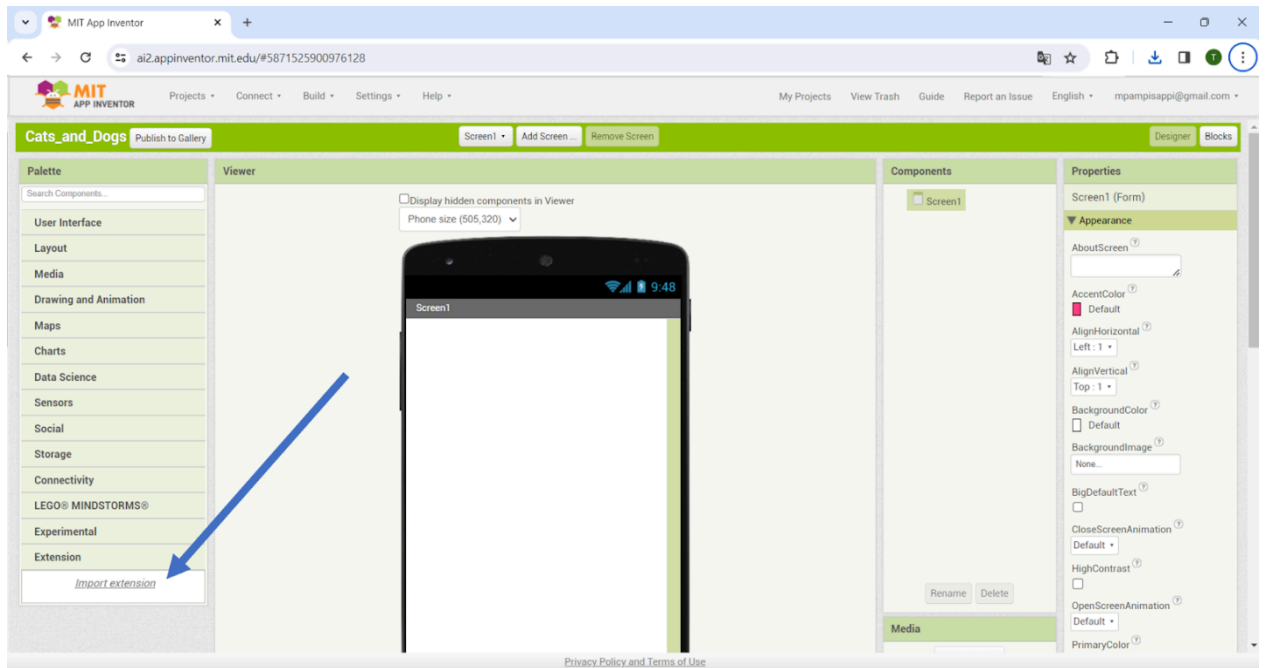 MIT App Inventor
ai2.appinventor.mit.edu/#5871525900976128
T
MIT
APP INVENTOR
Projects Connect Build Settings Help My Projects View Trash Guide Report an Issue English mpampisappi@gmail.com
Cats_and_Dogs Publish to Gallery Screen1 Add Screen ... Remove Screen Designer Blocks
Palette
Search Components...
User Interface
Layout
Media
Drawing and Animation
Maps
Charts
Data Science
Sensors
Social
Storage
Connectivity
LEGO® MINDSTORMS®
Experimental
Extension
Import extension
Viewer
Display hidden components in Viewer
Phone size (505,320)
9:48
Screen1
Components
Screen1
Rename Delete
Media
Properties
Screen1 (Form)
Appearance
AboutScreen ?
AccentColor ?
Default
AlignHorizontal ?
Left : 1
AlignVertical ?
Top : 1
BackgroundColor ?
Default
BackgroundImage ?
None...
BigDefaultText ?
CloseScreenAnimation ?
Default
HighContrast ?
OpenScreenAnimation ?
Default
PrimaryColor ?
Privacy Policy and Terms of Use